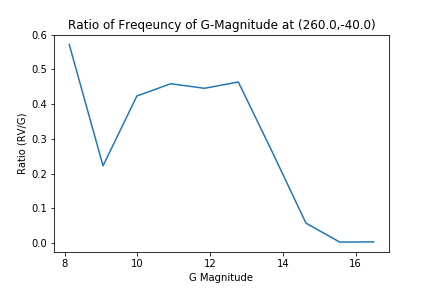 Ratio of Freqeuncy of G-Magnitude at (260.0,-40.0)
0.6
0.5
0.4
0.3
0.2
0.1
0.0
Ratio (RV/G)
8 10 12 14 16
G Magnitude